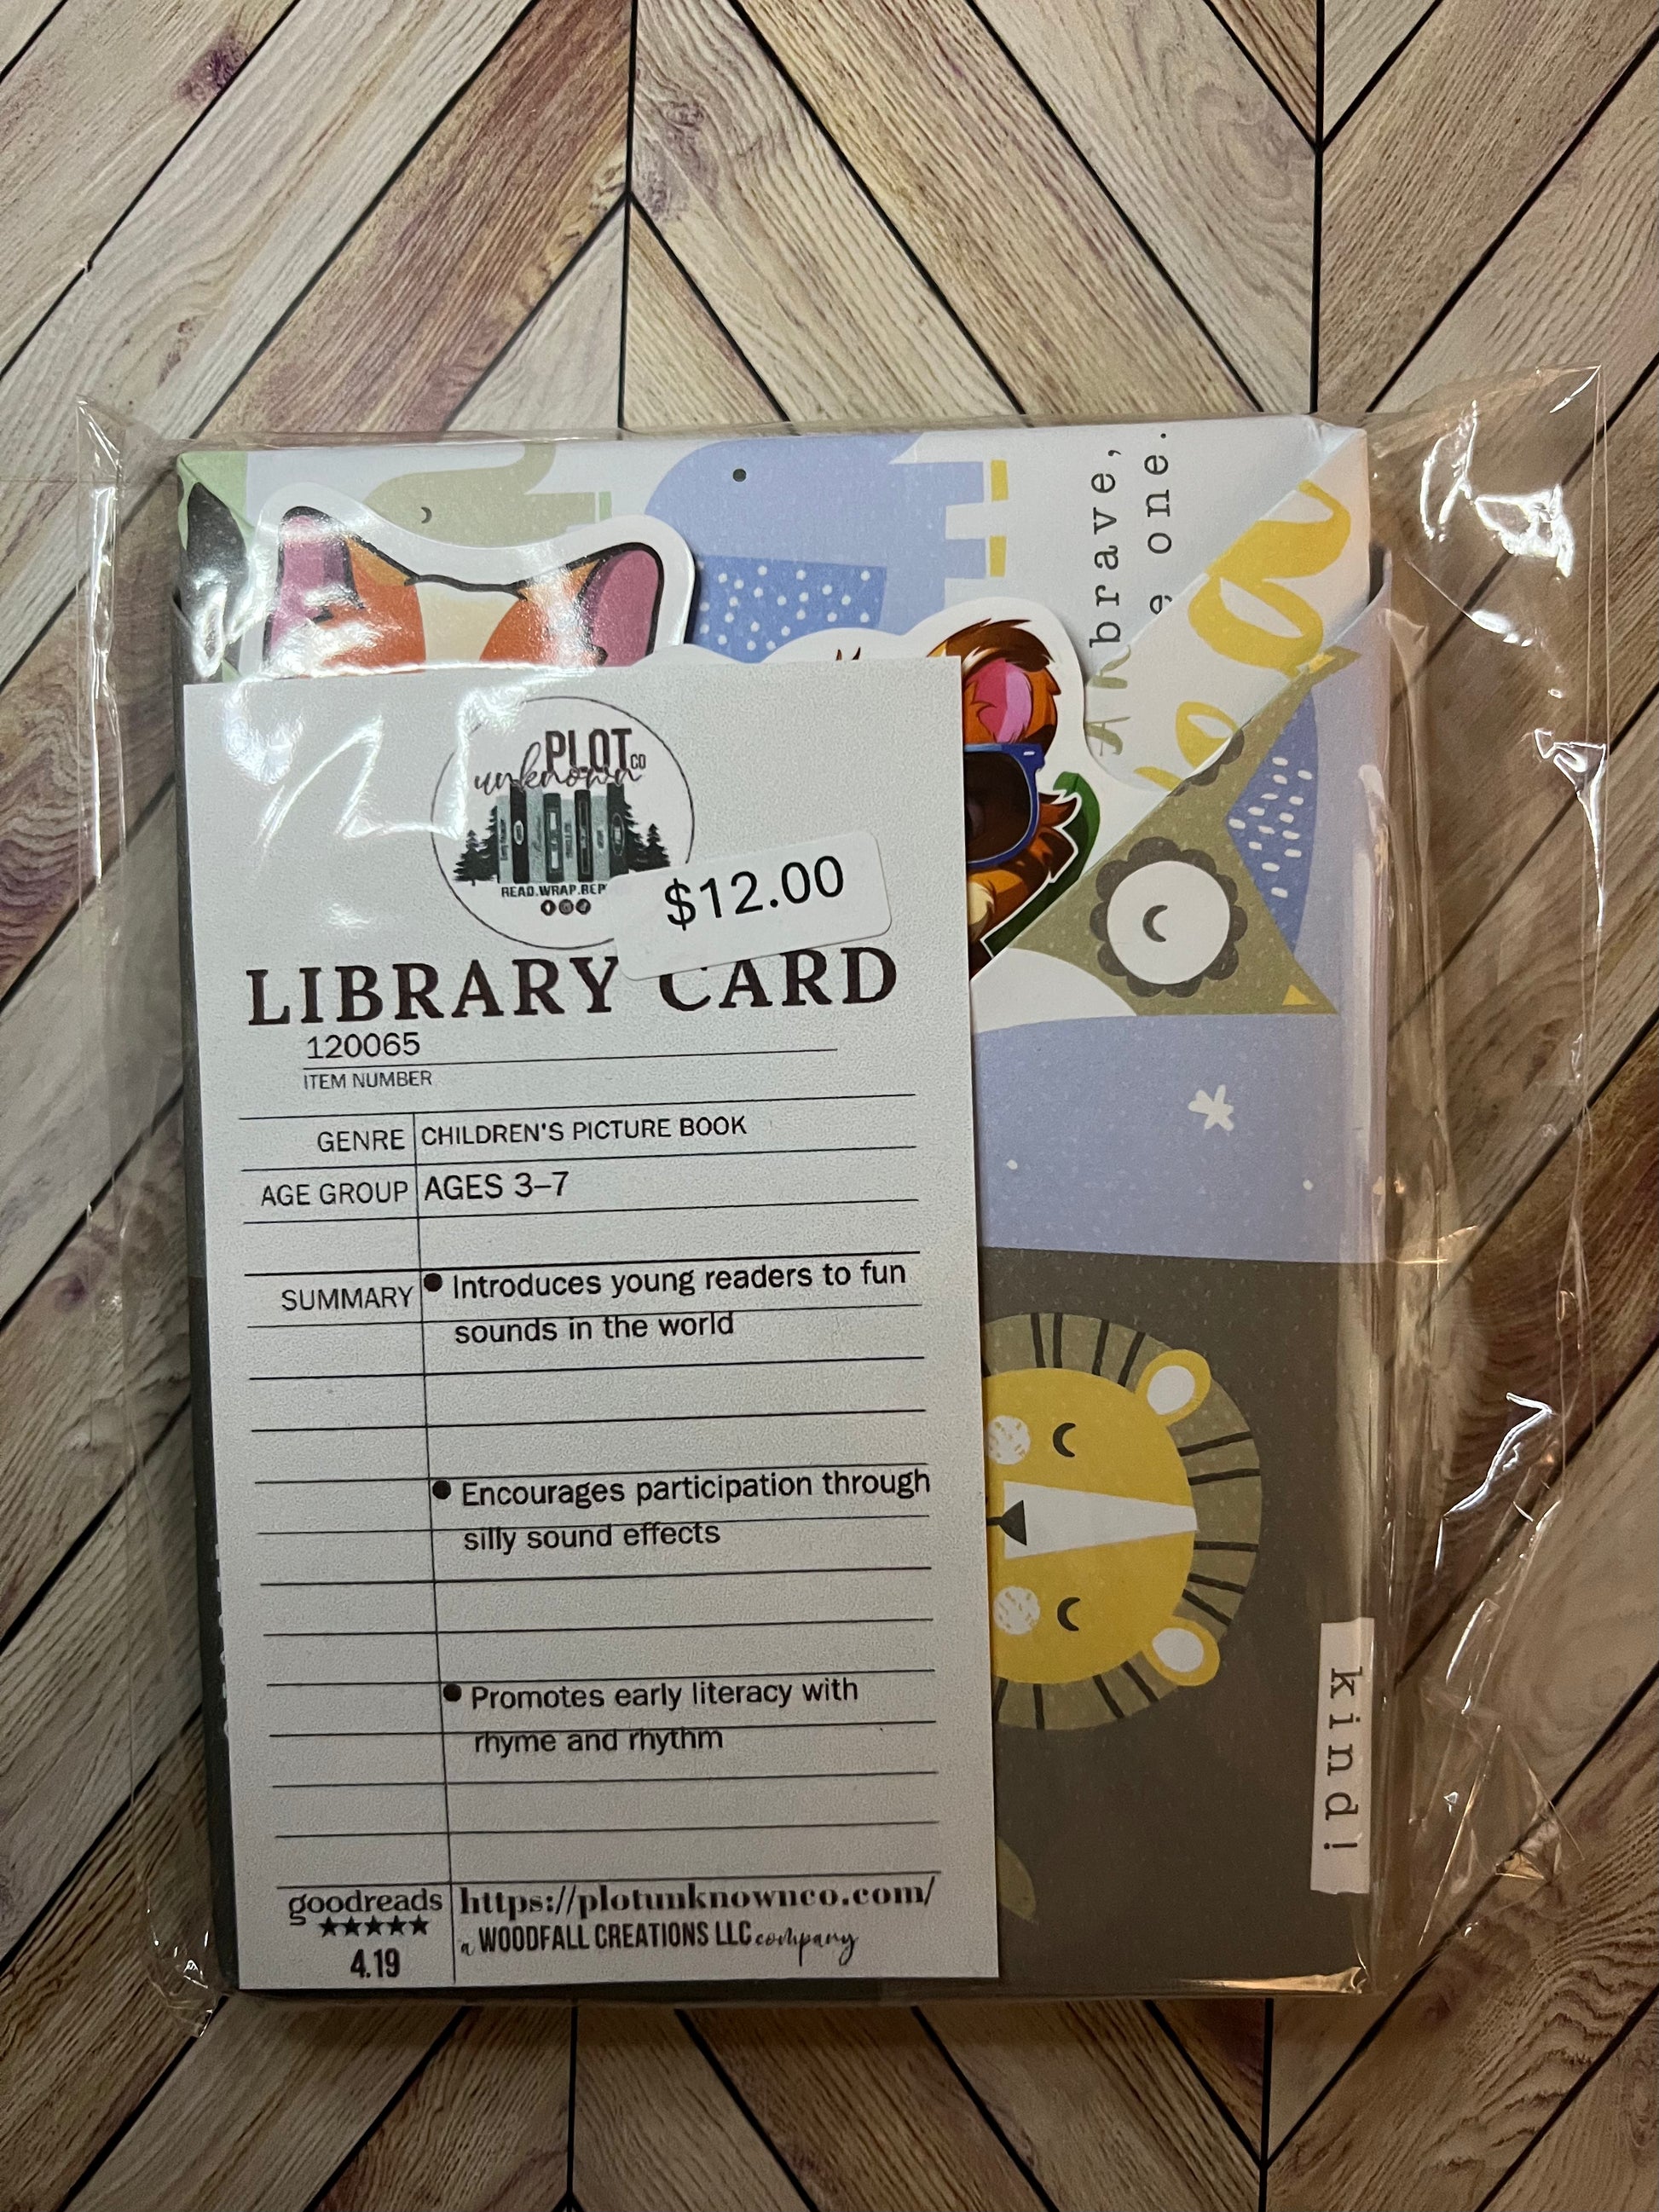 brave,
one.
PLOT co
unknown
READ.WRAP.REP
$12.00
LIBRARY CARD
120065
ITEM NUMBER
GENRE CHILDREN'S PICTURE BOOK
AGE GROUP AGES 3–7
SUMMARY ● Introduces young readers to fun
sounds in the world
● Encourages participation through
silly sound effects
● Promotes early literacy with
rhyme and rhythm
kind!
goodreads https://plotunknownco.com/
★★★★★ a WOODFALL CREATIONS LLC company
4.19